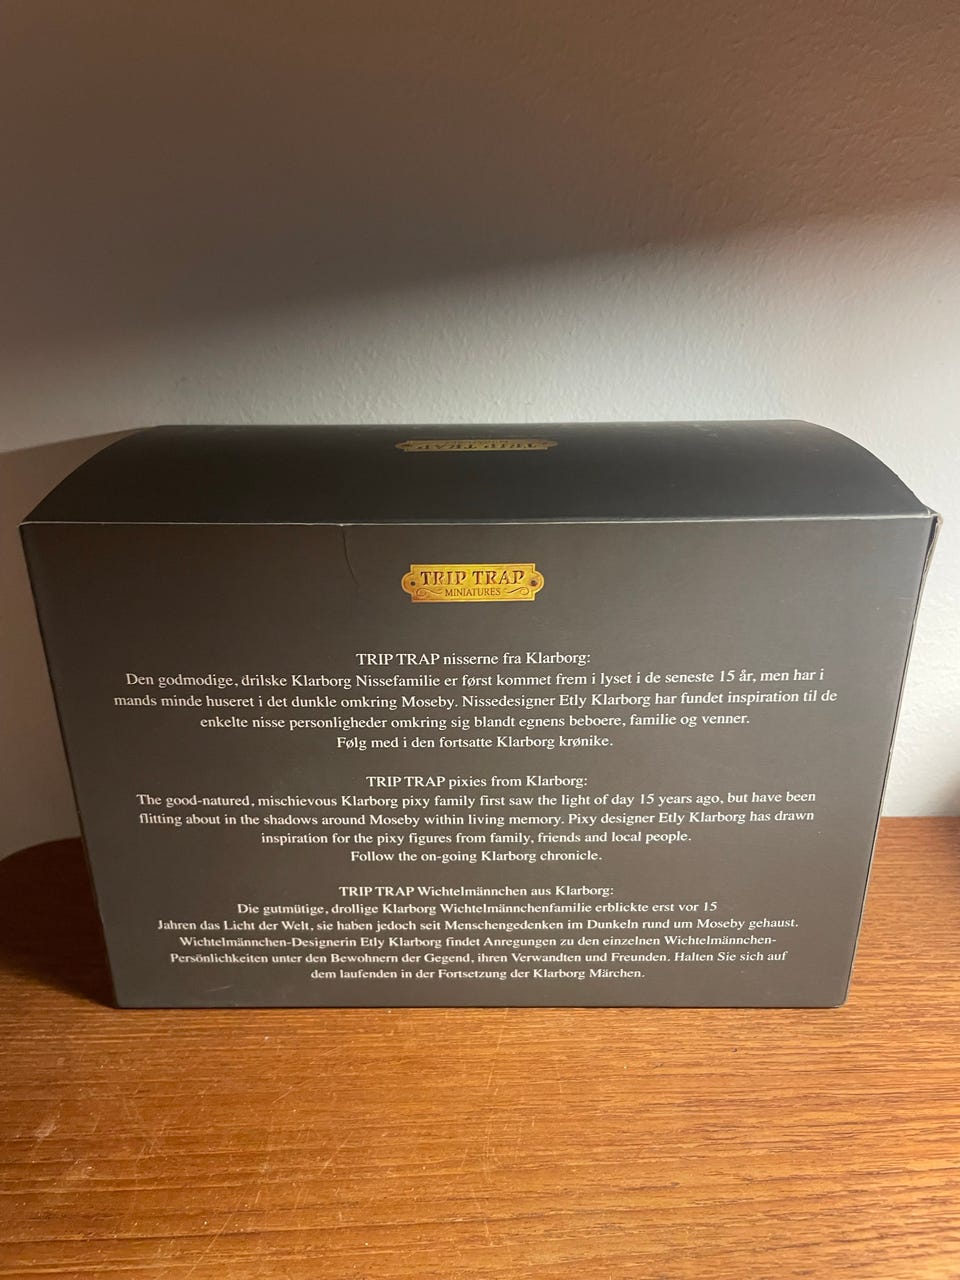 TRIP TRAP
TRIP TRAP
MINIATURES
TRIP TRAP nisserne fra Klarborg:
Den godmodige, drilske Klarborg Nissefamilie er først kommet frem i lyset i de seneste 15 år, men har i
mands minde huseret i det dunkle omkring Moseby. Nissedesigner Etly Klarborg har fundet inspiration til de
enkelte nisse personligheder omkring sig blandt egnens beboere, familie og venner.
Følg med i den fortsatte Klarborg krønike.
TRIP TRAP pixies from Klarborg:
The good-natured, mischievous Klarborg pixy family first saw the light of day 15 years ago, but have been
flitting about in the shadows around Moseby within living memory. Pixy designer Etly Klarborg has drawn
inspiration for the pixy figures from family, friends and local people.
Follow the on-going Klarborg chronicle.
TRIP TRAP Wichtelmännchen aus Klarborg:
Die gutmütige, drollige Klarborg Wichtelmännchenfamilie erblickte erst vor 15
Jahren das Licht der Welt, sie haben jedoch seit Menschengedenken im Dunkeln rund um Moseby gehaust.
Wichtelmännchen-Designerin Etly Klarborg findet Anregungen zu den einzelnen Wichtelmännchen-
Persönlichkeiten unter den Bewohnern der Gegend, ihren Verwandten und Freunden. Halten Sie sich auf
dem laufenden in der Fortsetzung der Klarborg Märchen.